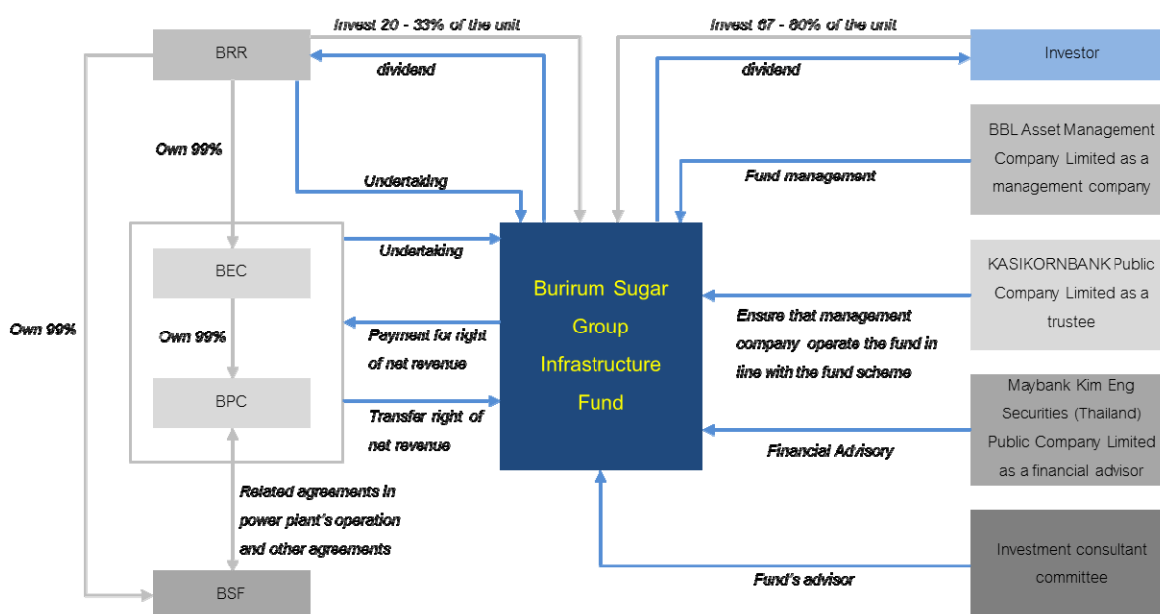 Invest 20 - 33% of the unit
Invest 67 - 80% of the unit
BRR
dividend
dividend
Investor
Own 99%
BBL Asset Management
Company Limited as a
management company
Undertaking
Fund management
Undertaking
BEC
Burirum Sugar
Group
Infrastructure
Fund
KASIKORNBANK Public
Company Limited as a
trustee
Own 99%
Own 99%
Payment for right
of net revenue
Ensure that management
company operate the fund in
line with the fund scheme
BPC
Transfer right of
net revenue
Maybank Kim Eng
Securities (Thailand)
Public Company Limited
as a financial advisor
Financial Advisory
Related agreements in
power plant's operation
and other agreements
Investment consultant
committee
BSF
Fund's advisor